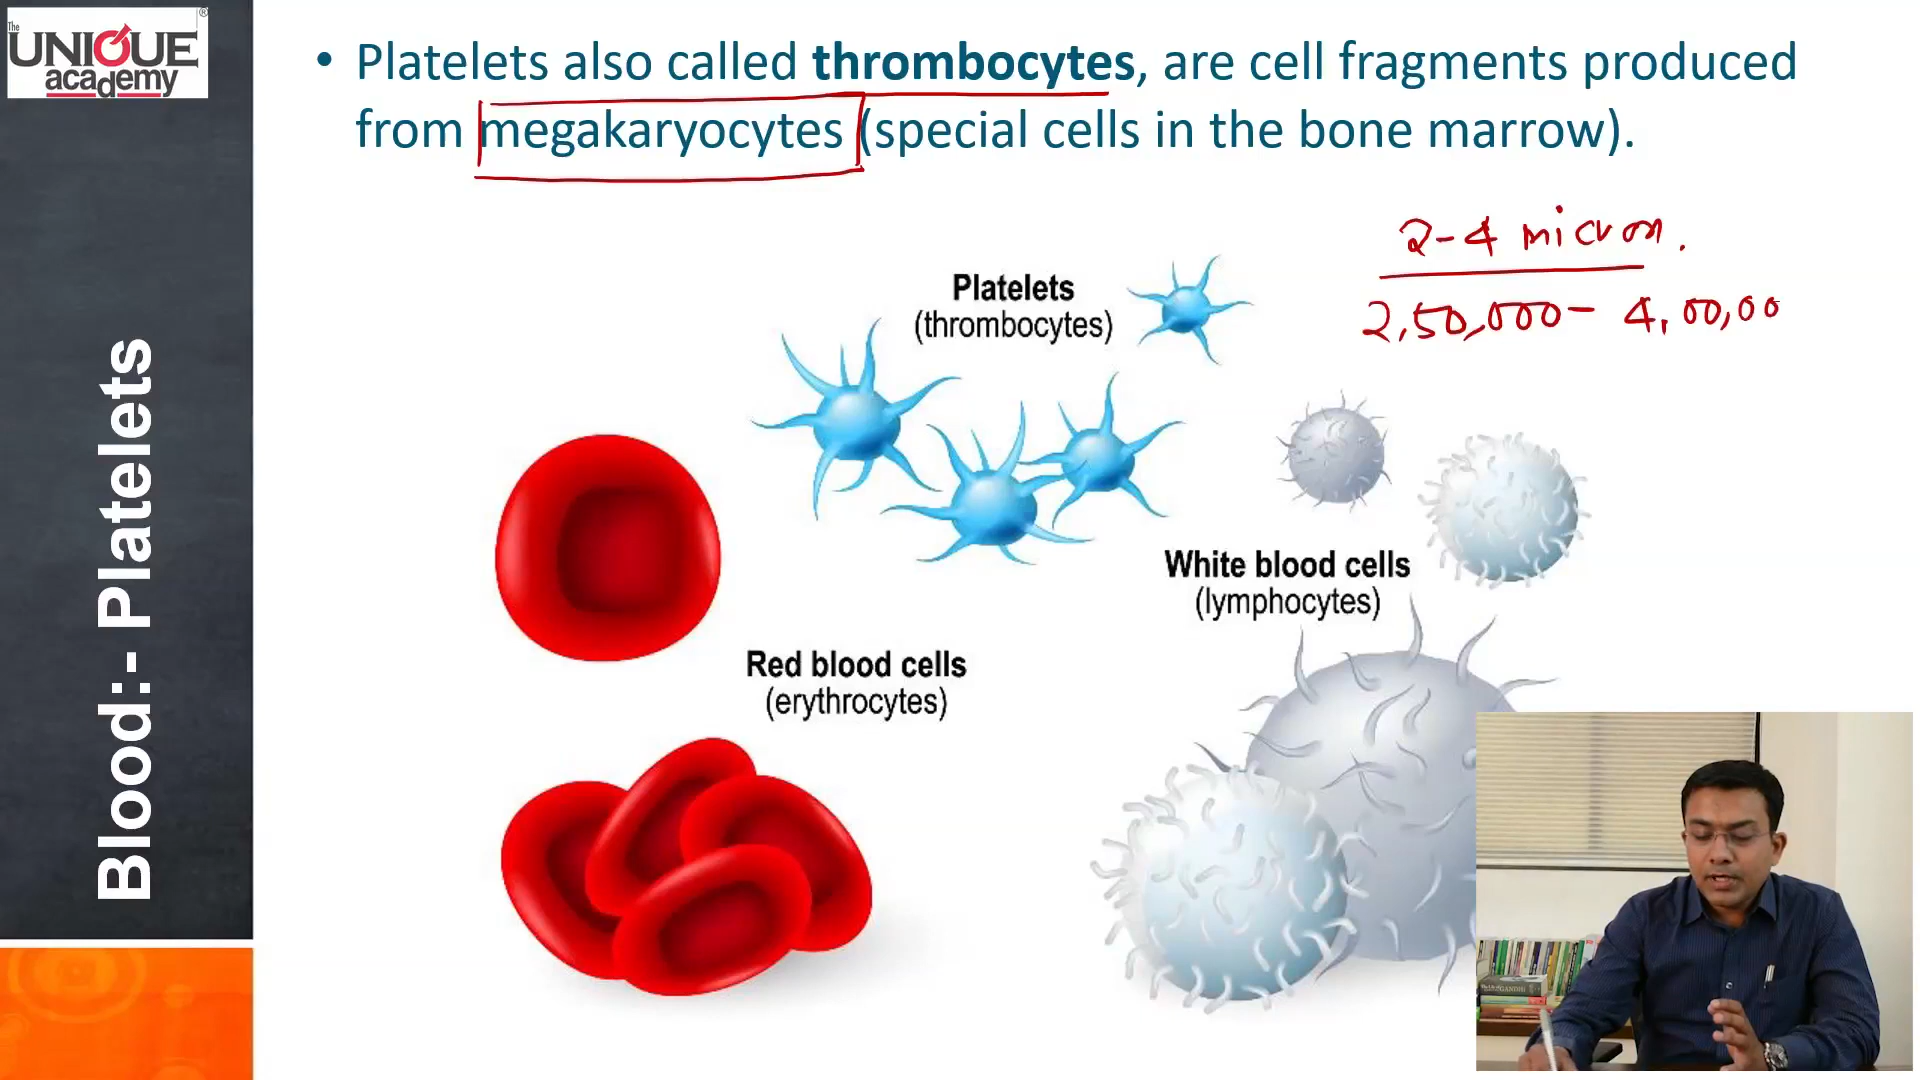 The
UNIQUE
academy
®
• Platelets also called thrombocytes, are cell fragments produced
from megakaryocytes (special cells in the bone marrow).
2-4 micron.
2,50,000 - 4,00,00
Platelets
(thrombocytes)
White blood cells
(lymphocytes)
Red blood cells
(erythrocytes)
Blood:- Platelets
GANDHI